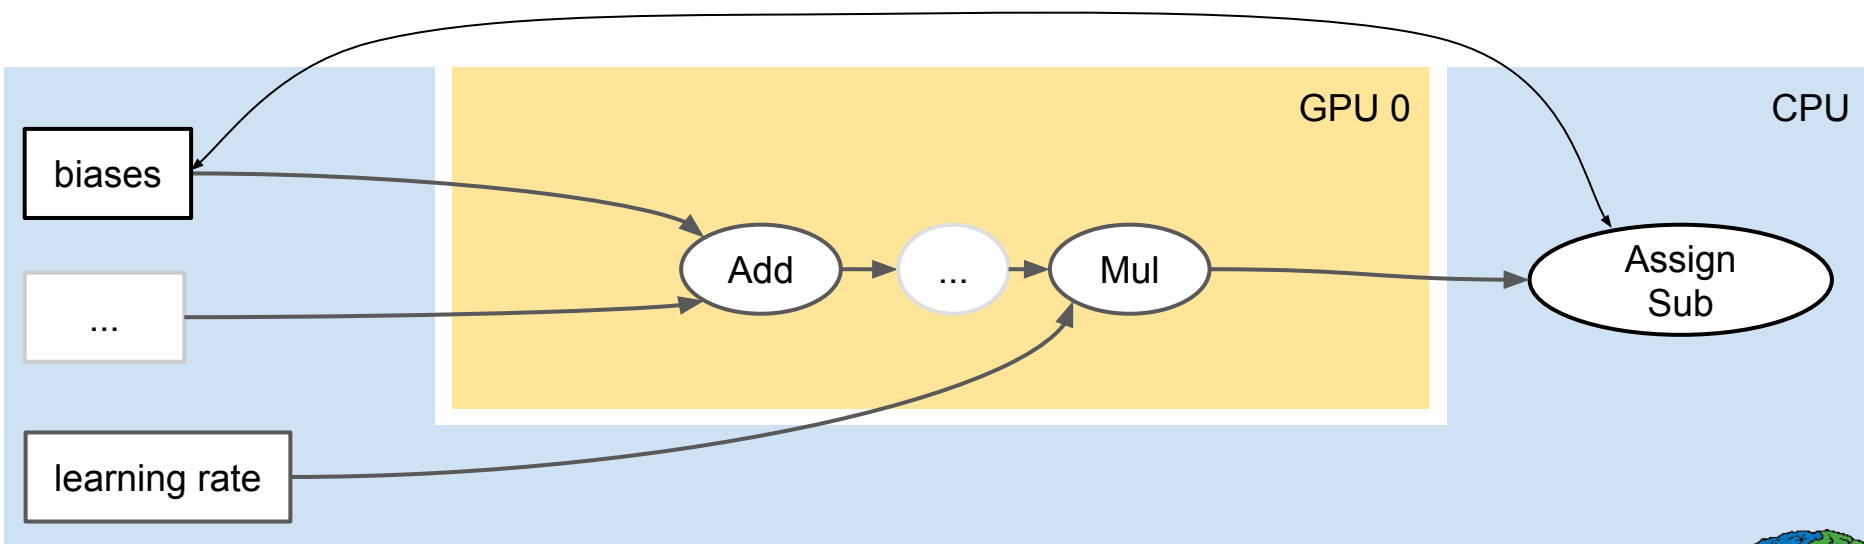 GPU 0
CPU
biases
Add
...
Mul
Assign
Sub
...
learning rate